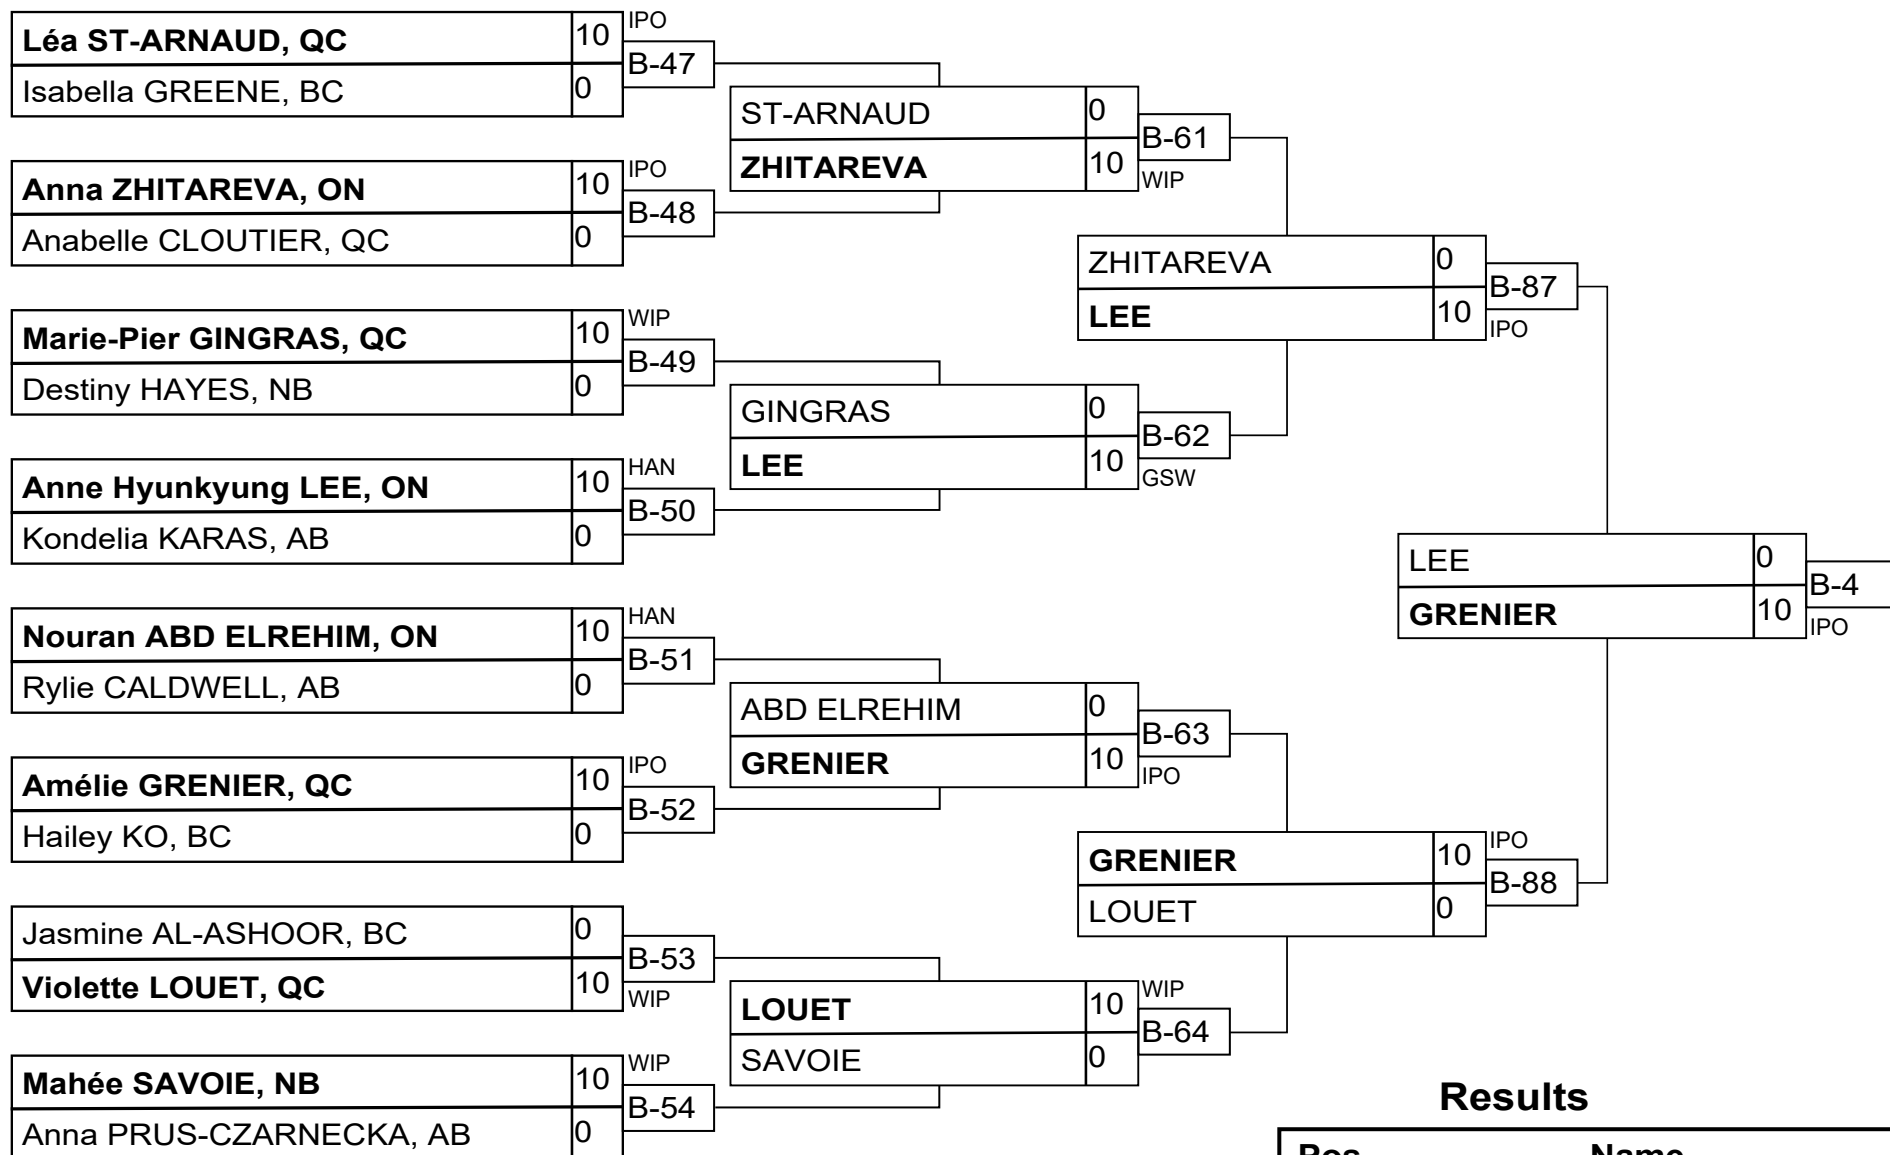 Léa ST-ARNAUD, QC 10 IPO
B-47
Isabella GREENE, BC 0
Anna ZHITAREVA, ON 10 IPO
B-48
Anabelle CLOUTIER, QC 0
Marie-Pier GINGRAS, QC 10 WIP
B-49
Destiny HAYES, NB 0
Anne Hyunkyung LEE, ON 10 HAN
B-50
Kondelia KARAS, AB 0
Nouran ABD ELREHIM, ON 10 HAN
B-51
Rylie CALDWELL, AB 0
Amélie GRENIER, QC 10 IPO
B-52
Hailey KO, BC 0
Jasmine AL-ASHOOR, BC 0
B-53
Violette LOUET, QC 10 WIP
Mahée SAVOIE, NB 10 WIP
B-54
Anna PRUS-CZARNECKA, AB 0
ST-ARNAUD 0
B-61
ZHITAREVA 10 WIP
GINGRAS 0
B-62
LEE 10 GSW
ABD ELREHIM 0
B-63
GRENIER 10 IPO
LOUET 10 WIP
B-64
SAVOIE 0
ZHITAREVA 0
B-87
LEE 10 IPO
GRENIER 10 IPO
B-88
LOUET 0
LEE 0
B-4
GRENIER 10 IPO
Results
Pos Name